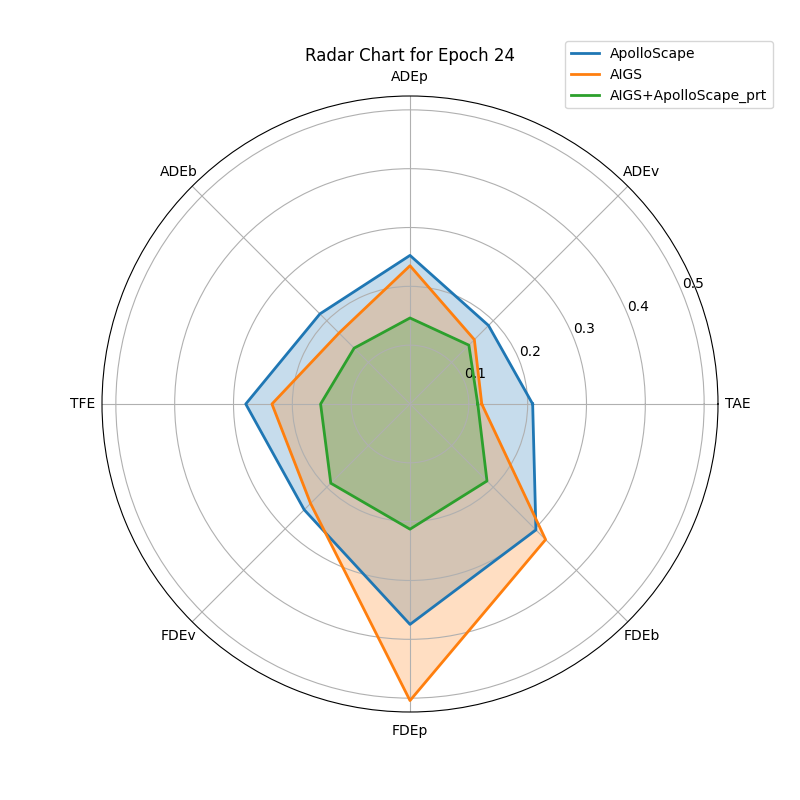 Radar Chart for Epoch 24
ApolloScape
AIGS
AIGS+ApolloScape_prt
ADEp
ADEb
ADEv
0.5
0.4
0.3
0.2
0.1
TFE
TAE
FDEv
FDEb
FDEp